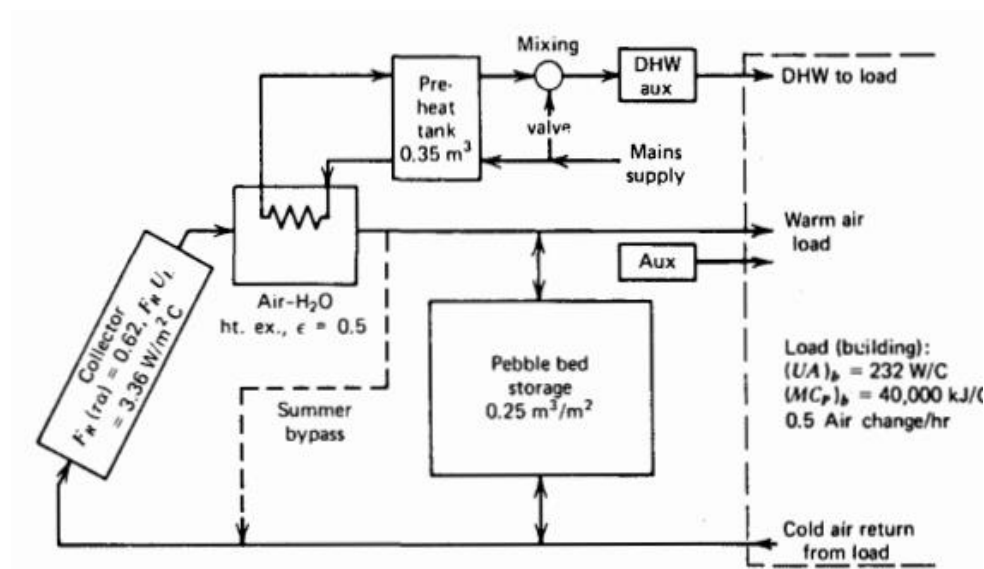 Mixing
valve
Pre-
heat
tank
0.35 m³
DHW
aux
DHW to load
Mains
supply
Warm air
load
Aux
Air-H₂O
ht. ex., ϵ = 0.5
Collector
F_R(τα) = 0.62, F_R U_L
= 3.36 W/m²C
Summer
bypass
Pebble bed
storage
0.25 m³/m²
Load (building):
(UA)_b = 232 W/C
(MC_P)_b = 40,000 kJ/C
0.5 Air change/hr
Cold air return
from load